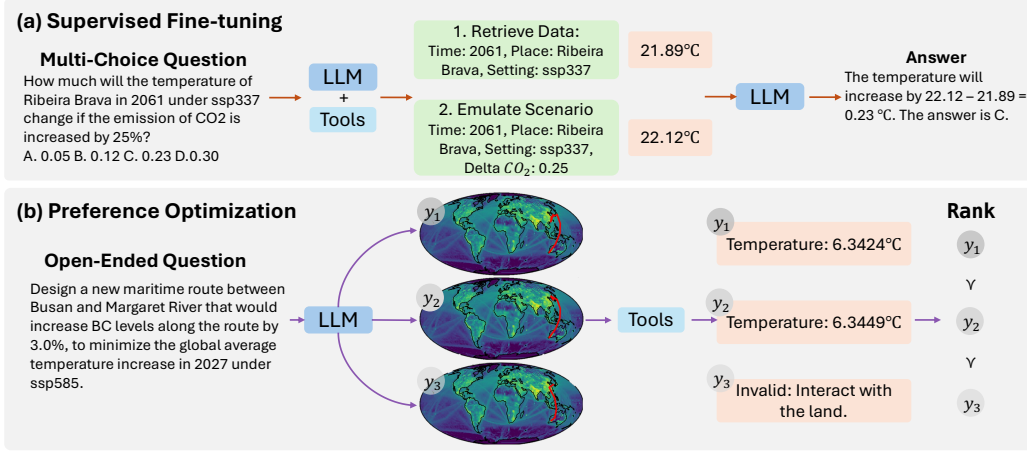 (a) Supervised Fine-tuning
Multi-Choice Question
How much will the temperature of
Ribeira Brava in 2061 under ssp337
change if the emission of CO2 is
increased by 25%?
A. 0.05 B. 0.12 C. 0.23 D.0.30
LLM
+
Tools
1. Retrieve Data:
Time: 2061, Place: Ribeira
Brava, Setting: ssp337
21.89℃
2. Emulate Scenario
Time: 2061, Place: Ribeira
Brava, Setting: ssp337,
Delta CO₂: 0.25
22.12℃
LLM
Answer
The temperature will
increase by 22.12 – 21.89 =
0.23 ℃. The answer is C.
(b) Preference Optimization
Open-Ended Question
Design a new maritime route between
Busan and Margaret River that would
increase BC levels along the route by
3.0%, to minimize the global average
temperature increase in 2027 under
ssp585.
LLM
y₁
y₂
y₃
Tools
y₁
Temperature: 6.3424℃
y₂
Temperature: 6.3449℃
y₃
Invalid: Interact with
the land.
Rank
y₁
≻
y₂
≻
y₃